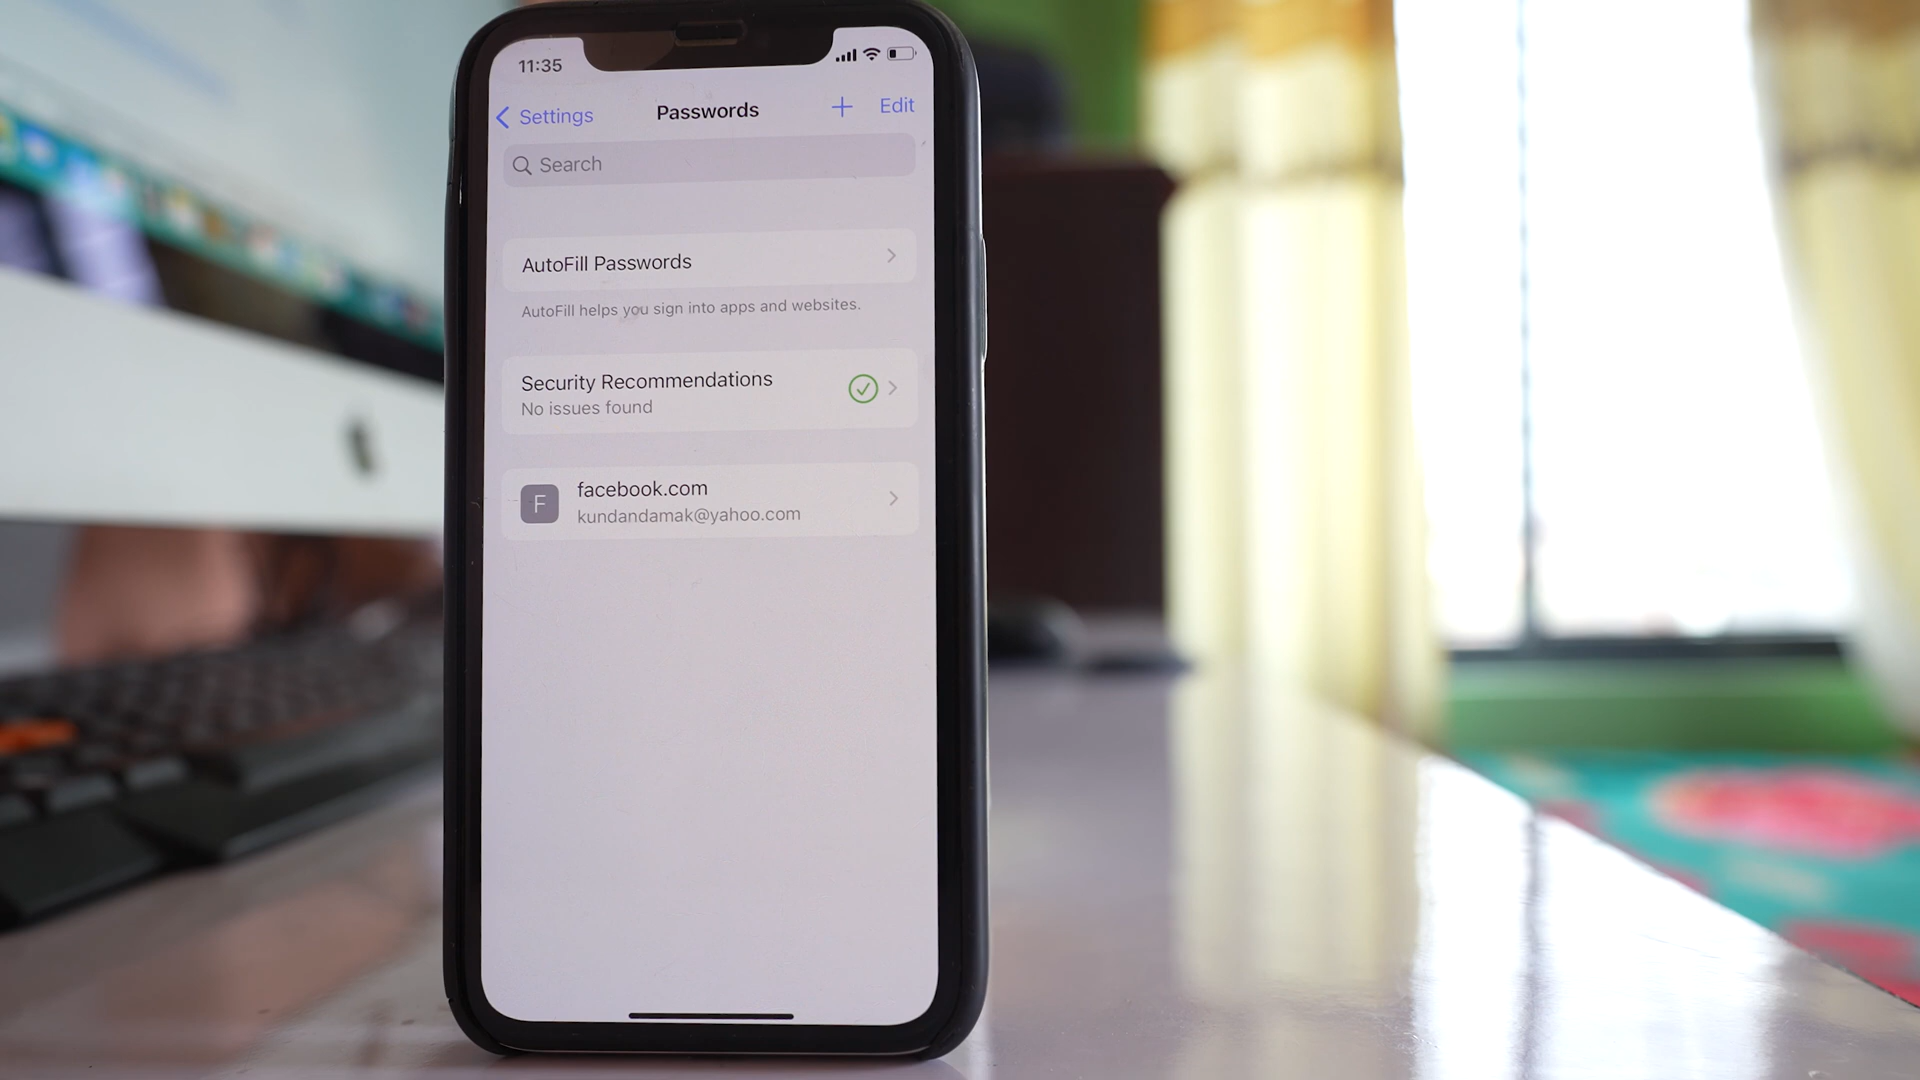 11:35
Settings
Passwords
Edit
Search
AutoFill Passwords
AutoFill helps you sign into apps and websites.
Security Recommendations
No issues found
F
facebook.com
kundandamak@yahoo.com